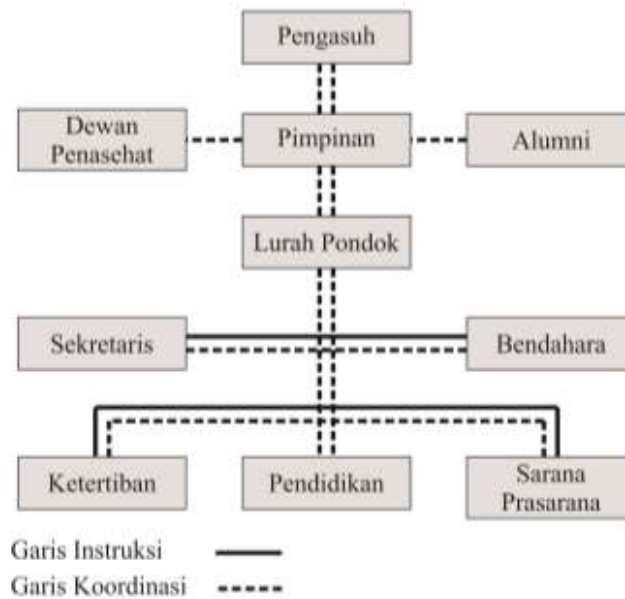 Pengasuh
Dewan
Penasehat
Pimpinan
Alumni
Lurah Pondok
Sekretaris
Bendahara
Ketertiban
Pendidikan
Sarana
Prasarana
Garis Instruksi
Garis Koordinasi